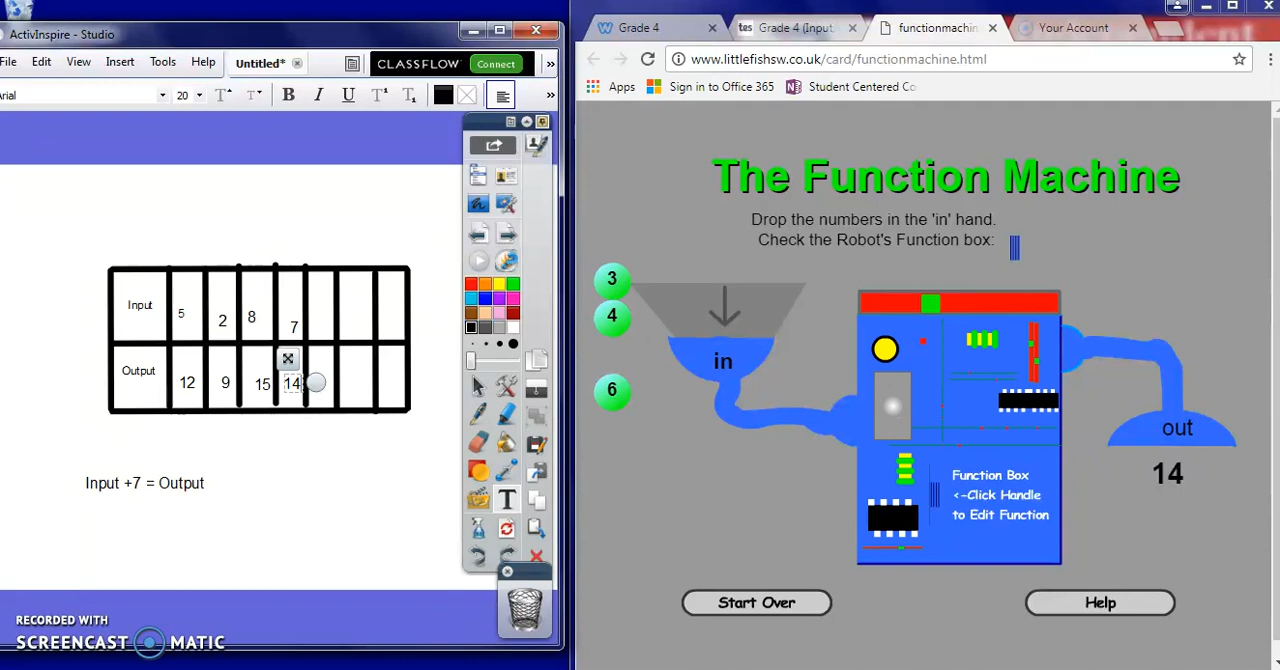 ActivInspire - Studio
File Edit View Insert Tools Help
Untitled*
CLASSFLOW Connect
»
Arial 20 T T B I U T¹ T₁ »
Input 5 2 8 7
Output 12 9 15 14
Input +7 = Output
T
RECORDED WITH
SCREENCAST MATIC
Grade 4
tes Grade 4 (Input
functionmachin
Your Account
www.littlefishsw.co.uk/card/functionmachine.html
Apps Sign in to Office 365 Student Centered Co
The Function Machine
Drop the numbers in the 'in' hand.
Check the Robot's Function box:
3
4
6
in
out
14
Function Box
<-Click Handle
to Edit Function
Start Over
Help